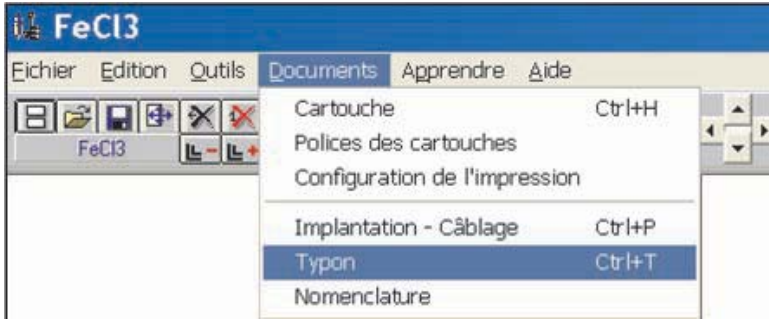 FeCl3
Fichier Edition Outils Documents Apprendre Aide
FeCl3
Cartouche Ctrl+H
Polices des cartouches
Configuration de l'impression
Implantation - Câblage Ctrl+P
Typon Ctrl+T
Nomenclature